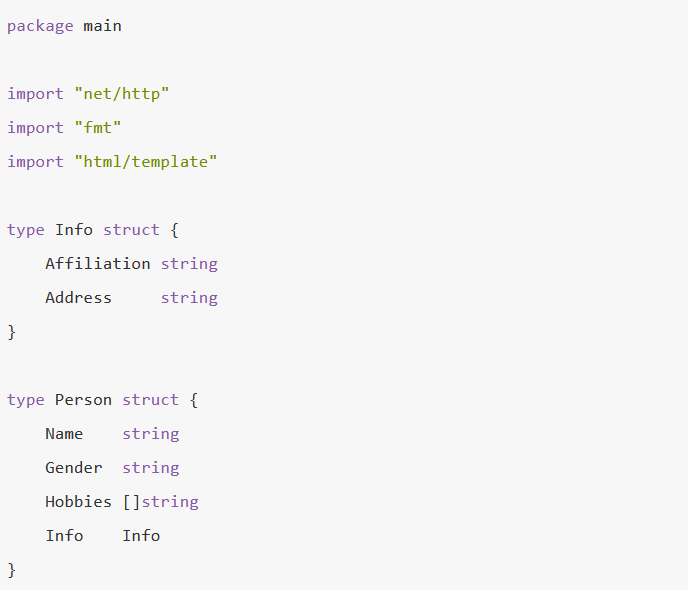 package main
import "net/http"
import "fmt"
import "html/template"
type Info struct {
    Affiliation string
    Address     string
}
type Person struct {
    Name    string
    Gender  string
    Hobbies []string
    Info    Info
}